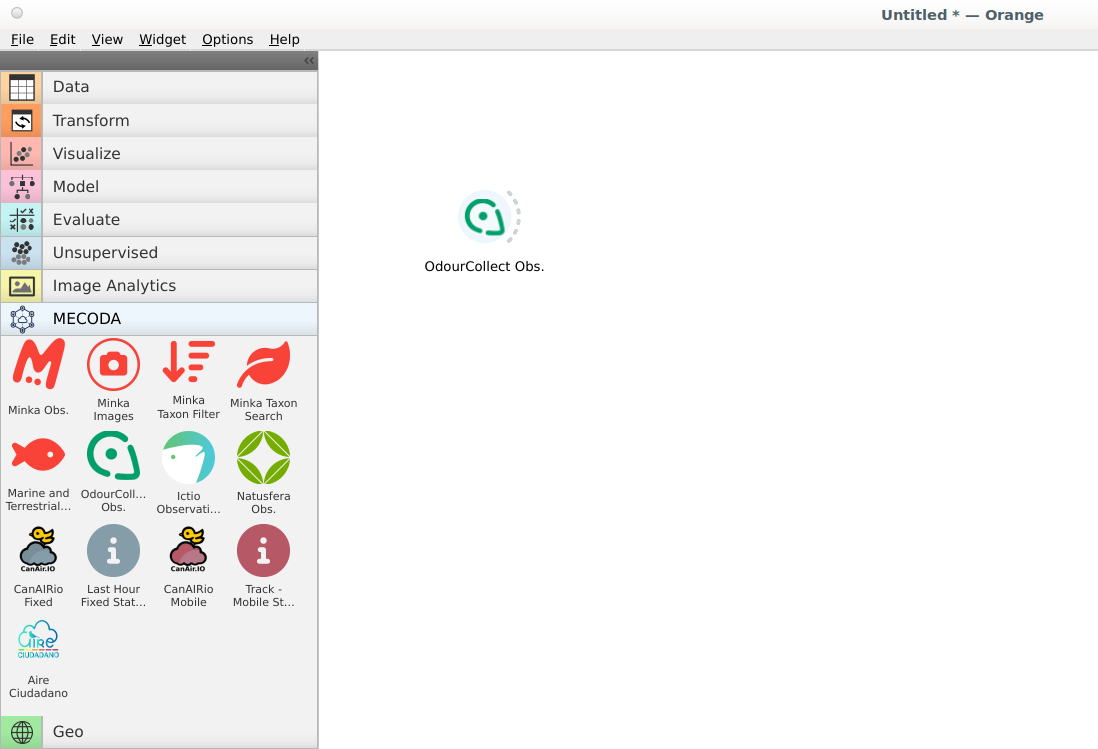 Untitled * — Orange
File Edit View Widget Options Help
«
Data
Transform
Visualize
Model
Evaluate
Unsupervised
Image Analytics
MECODA
Minka Obs.
Minka
Images
Minka
Taxon Filter
Minka Taxon
Search
Marine and
Terrestrial...
OdourColl...
Obs.
Ictio
Observati...
Natusfera
Obs.
CanAir.IO
CanAIRio
Fixed
Last Hour
Fixed Stat...
CanAir.IO
CanAIRio
Mobile
Track -
Mobile St...
aire
CIUDADANO
Aire
Ciudadano
Geo
OdourCollect Obs.